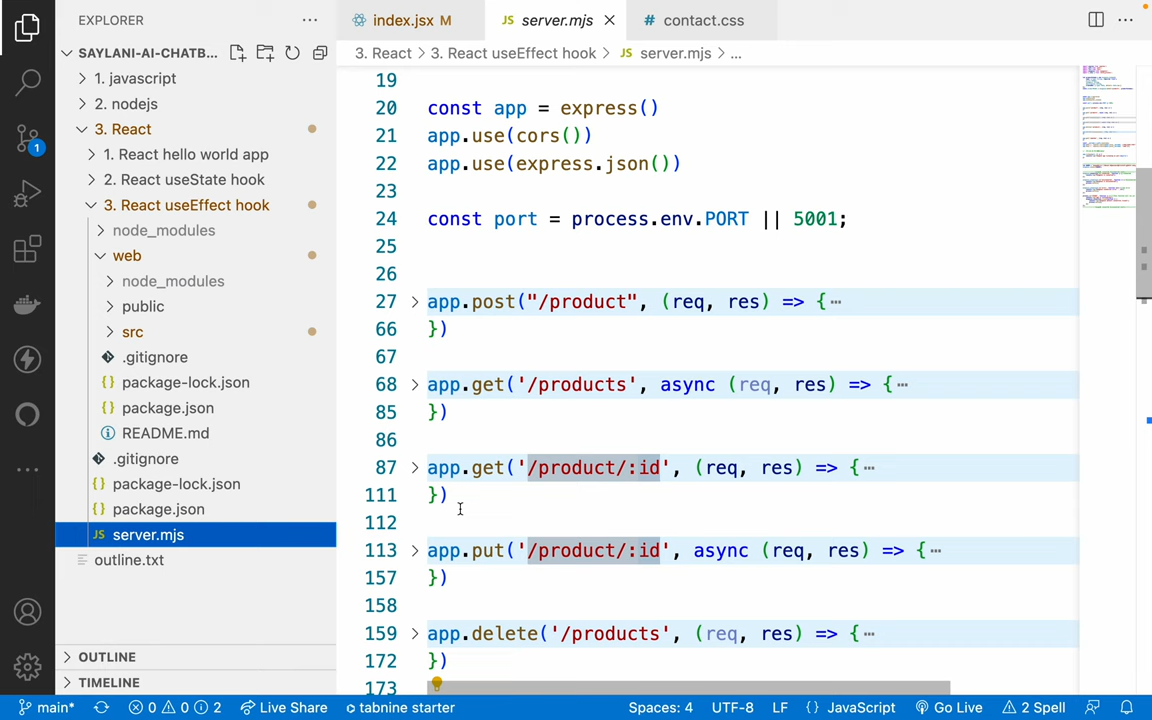 EXPLORER
SAYLANI-AI-CHATB...
1. javascript
2. nodejs
3. React
1. React hello world app
2. React useState hook
3. React useEffect hook
node_modules
web
node_modules
public
src
.gitignore
package-lock.json
package.json
README.md
.gitignore
package-lock.json
package.json
JS server.mjs
outline.txt
OUTLINE
TIMELINE
1
index.jsx M
JS server.mjs
# contact.css
3. React > 3. React useEffect hook > JS server.mjs > ...
19
20 const app = express()
21 app.use(cors())
22 app.use(express.json())
23
24 const port = process.env.PORT || 5001;
25
26
27 app.post("/product", (req, res) => {
66 })
67
68 app.get('/products', async (req, res) => {
85 })
86
87 app.get('/product/:id', (req, res) => {
111 })
112
113 app.put('/product/:id', async (req, res) => {
157 })
158
159 app.delete('/products', (req, res) => {
172 })
173
main* 0 0 2 Live Share tabnine starter Spaces: 4 UTF-8 LF {} JavaScript Go Live 2 Spell